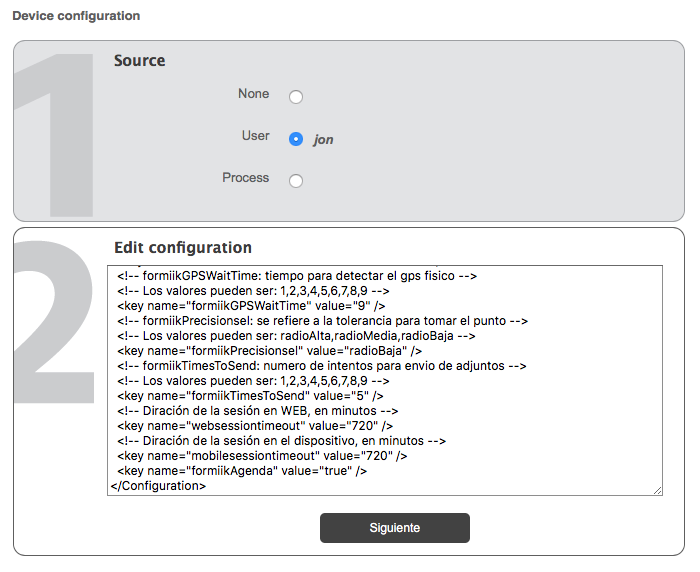 Device configuration
1
Source
None
User
jon
Process
2
Edit configuration
<!-- formiikGPSWaitTime: tiempo para detectar el gps fisico -->
<!-- Los valores pueden ser: 1,2,3,4,5,6,7,8,9 -->
<key name="formiikGPSWaitTime" value="9" />
<!-- formiikPrecisionsel: se refiere a la tolerancia para tomar el punto -->
<!-- Los valores pueden ser: radioAlta,radioMedia,radioBaja -->
<key name="formiikPrecisionsel" value="radioBaja" />
<!-- formiikTimesToSend: numero de intentos para envio de adjuntos -->
<!-- Los valores pueden ser: 1,2,3,4,5,6,7,8,9 -->
<key name="formiikTimesToSend" value="5" />
<!-- Diración de la sesión en WEB, en minutos -->
<key name="websessiontimeout" value="720" />
<!-- Diración de la sesión en el dispositivo, en minutos -->
<key name="mobilesessiontimeout" value="720" />
<key name="formiikAgenda" value="true" />
</Configuration>
Siguiente